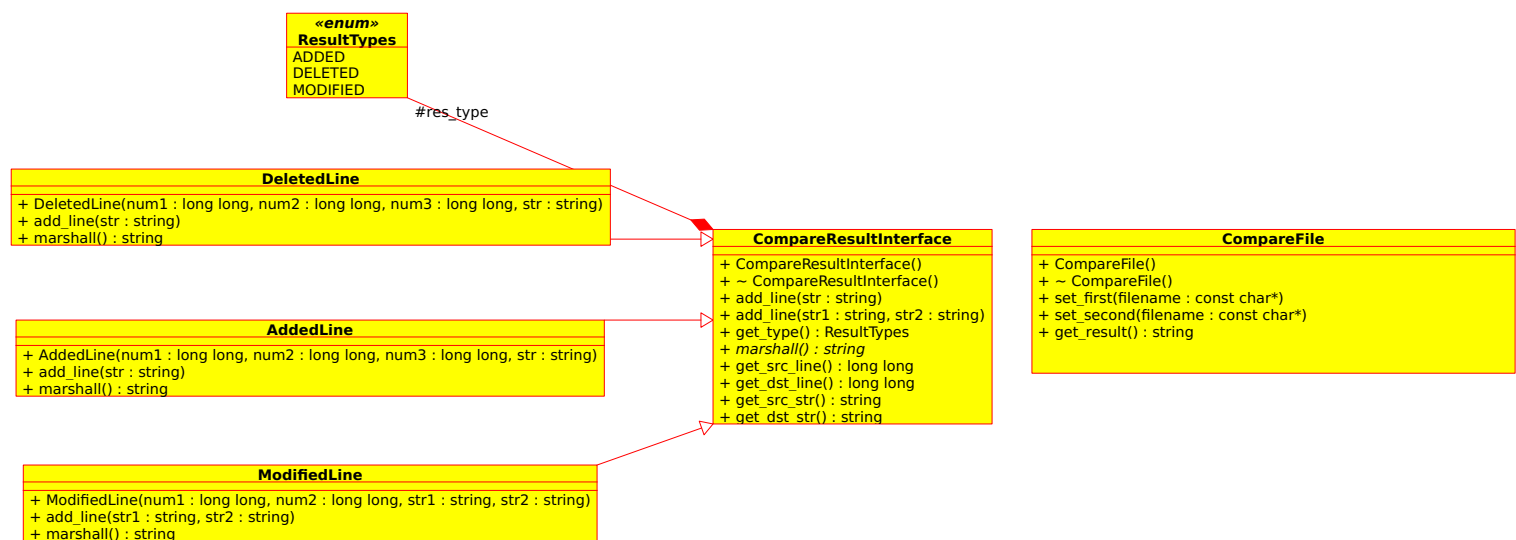 «enum»
ResultTypes
ADDED
DELETED
MODIFIED
#res_type
DeletedLine
+ DeletedLine(num1 : long long, num2 : long long, num3 : long long, str : string)
+ add_line(str : string)
+ marshall() : string
AddedLine
+ AddedLine(num1 : long long, num2 : long long, num3 : long long, str : string)
+ add_line(str : string)
+ marshall() : string
ModifiedLine
+ ModifiedLine(num1 : long long, num2 : long long, str1 : string, str2 : string)
+ add_line(str1 : string, str2 : string)
+ marshall() : string
CompareResultInterface
+ CompareResultInterface()
+ ~ CompareResultInterface()
+ add_line(str : string)
+ add_line(str1 : string, str2 : string)
+ get_type() : ResultTypes
+ marshall() : string
+ get_src_line() : long long
+ get_dst_line() : long long
+ get_src_str() : string
+ get_dst_str() : string
CompareFile
+ CompareFile()
+ ~ CompareFile()
+ set_first(filename : const char*)
+ set_second(filename : const char*)
+ get_result() : string